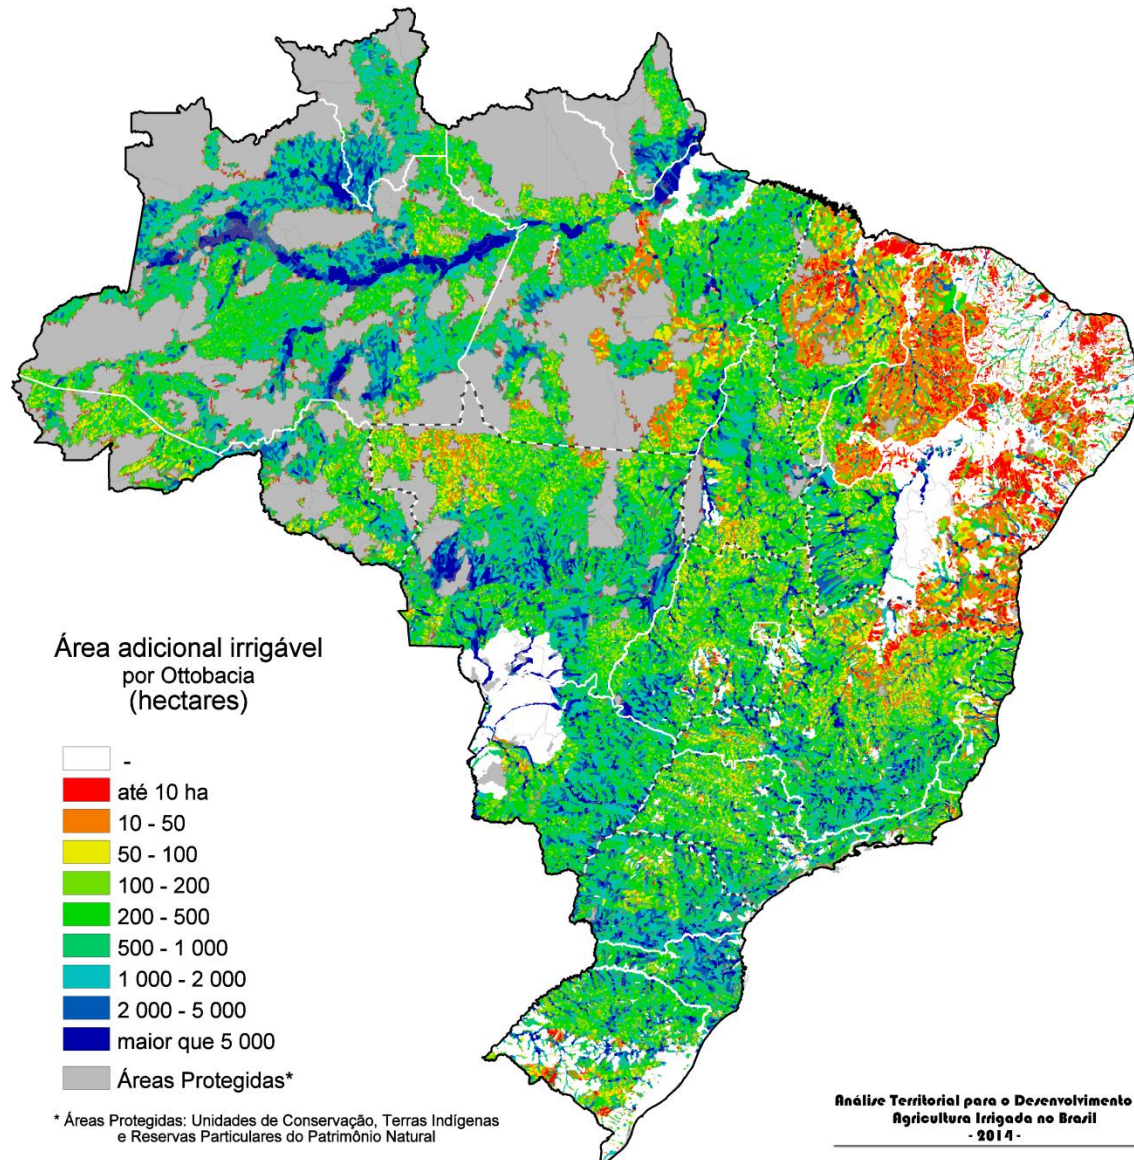 Área adicional irrigável
por Ottobacia
(hectares)
-
até 10 ha
10 - 50
50 - 100
100 - 200
200 - 500
500 - 1 000
1 000 - 2 000
2 000 - 5 000
maior que 5 000
Áreas Protegidas*
* Áreas Protegidas: Unidades de Conservação, Terras Indígenas
e Reservas Particulares do Patrimônio Natural
Análise Territorial para o Desenvolvimento
Agricultura Irrigada no Brasil
- 2014 -